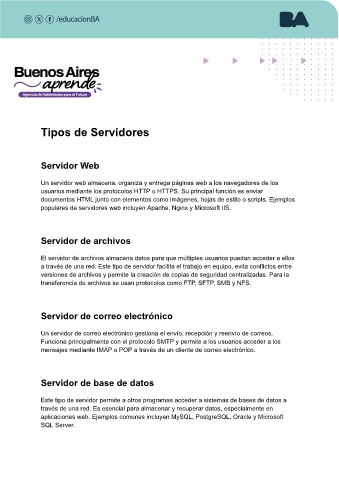 /educacionBA
BA
Buenos Aires
aprende
Agencia de Habilidades para el Futuro
Tipos de Servidores
Servidor Web
Un servidor web almacena, organiza y entrega páginas web a los navegadores de los
usuarios mediante los protocolos HTTP o HTTPS. Su principal función es enviar
documentos HTML junto con elementos como imágenes, hojas de estilo o scripts. Ejemplos
populares de servidores web incluyen Apache, Nginx y Microsoft IIS.
Servidor de archivos
El servidor de archivos almacena datos para que múltiples usuarios puedan acceder a ellos
a través de una red. Este tipo de servidor facilita el trabajo en equipo, evita conflictos entre
versiones de archivos y permite la creación de copias de seguridad centralizadas. Para la
transferencia de archivos se usan protocolos como FTP, SFTP, SMB y NFS.
Servidor de correo electrónico
Un servidor de correo electrónico gestiona el envío, recepción y reenvío de correos.
Funciona principalmente con el protocolo SMTP y permite a los usuarios acceder a los
mensajes mediante IMAP o POP a través de un cliente de correo electrónico.
Servidor de base de datos
Este tipo de servidor permite a otros programas acceder a sistemas de bases de datos a
través de una red. Es esencial para almacenar y recuperar datos, especialmente en
aplicaciones web. Ejemplos comunes incluyen MySQL, PostgreSQL, Oracle y Microsoft
SQL Server.